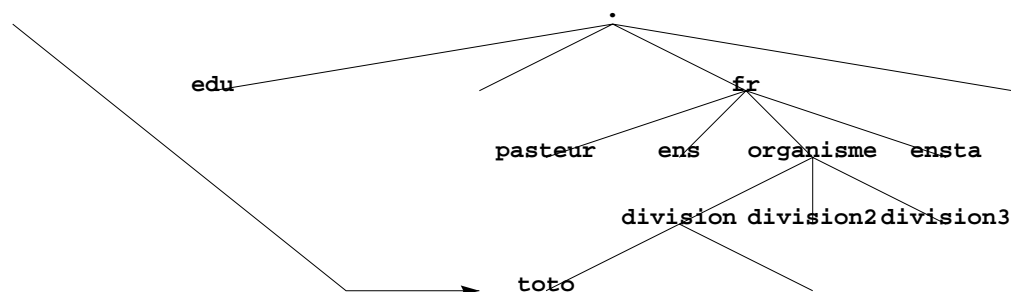 .
edu fr
pasteur ens organisme ensta
division division2 division3
toto